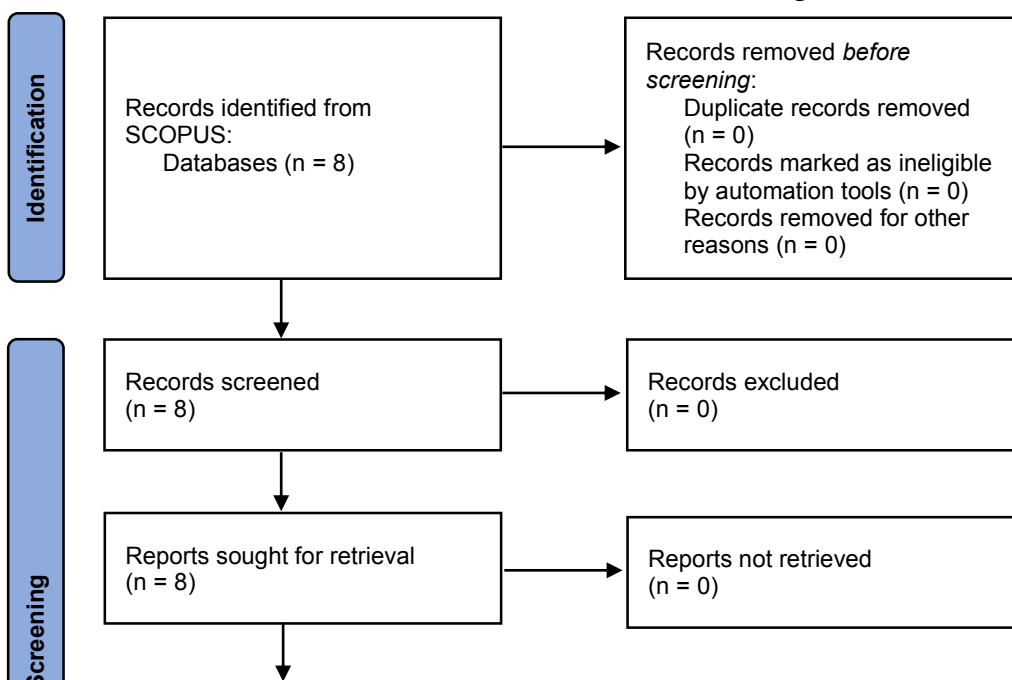 Identification
Records identified from
SCOPUS:
Databases (n = 8)
Records removed before
screening:
Duplicate records removed
(n = 0)
Records marked as ineligible
by automation tools (n = 0)
Records removed for other
reasons (n = 0)
Screening
Records screened
(n = 8)
Records excluded
(n = 0)
Reports sought for retrieval
(n = 8)
Reports not retrieved
(n = 0)